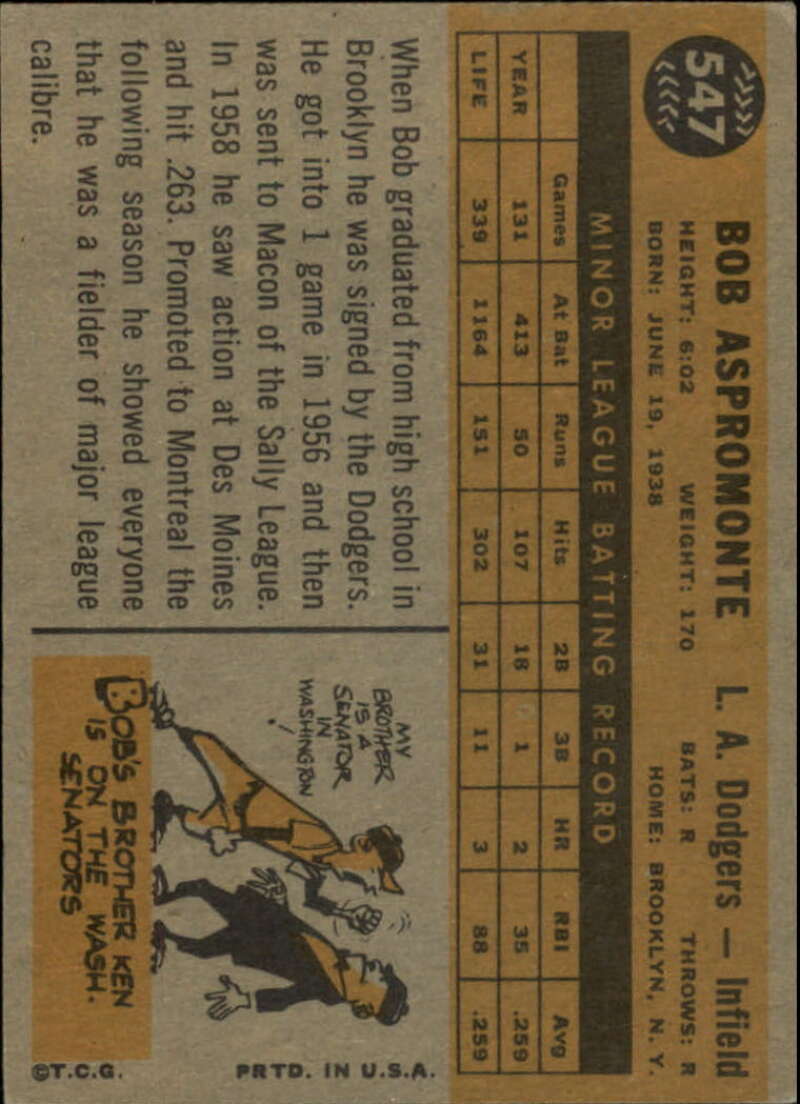 547
BOB ASPROMONTE L. A. Dodgers — Infield
HEIGHT: 6:02 WEIGHT: 170 BATS: R THROWS: R
BORN: JUNE 19, 1938 HOME: BROOKLYN, N. Y.
MINOR LEAGUE BATTING RECORD
Games At Bat Runs Hits 2B 3B HR RBI Avg
YEAR 131 413 50 107 18 1 2 35 .259
LIFE 339 1164 151 302 31 11 3 88 .259
When Bob graduated from high school in
Brooklyn he was signed by the Dodgers.
He got into 1 game in 1956 and then
was sent to Macon of the Sally League.
In 1958 he saw action at Des Moines
and hit .263. Promoted to Montreal the
following season he showed everyone
that he was a fielder of major league
calibre.
MY
BROTHER
IS A
SENATOR
IN
WASHINGTON
!
BOB'S BROTHER KEN
IS ON THE WASH.
SENATORS
©T.C.G. PRTD. IN U.S.A.